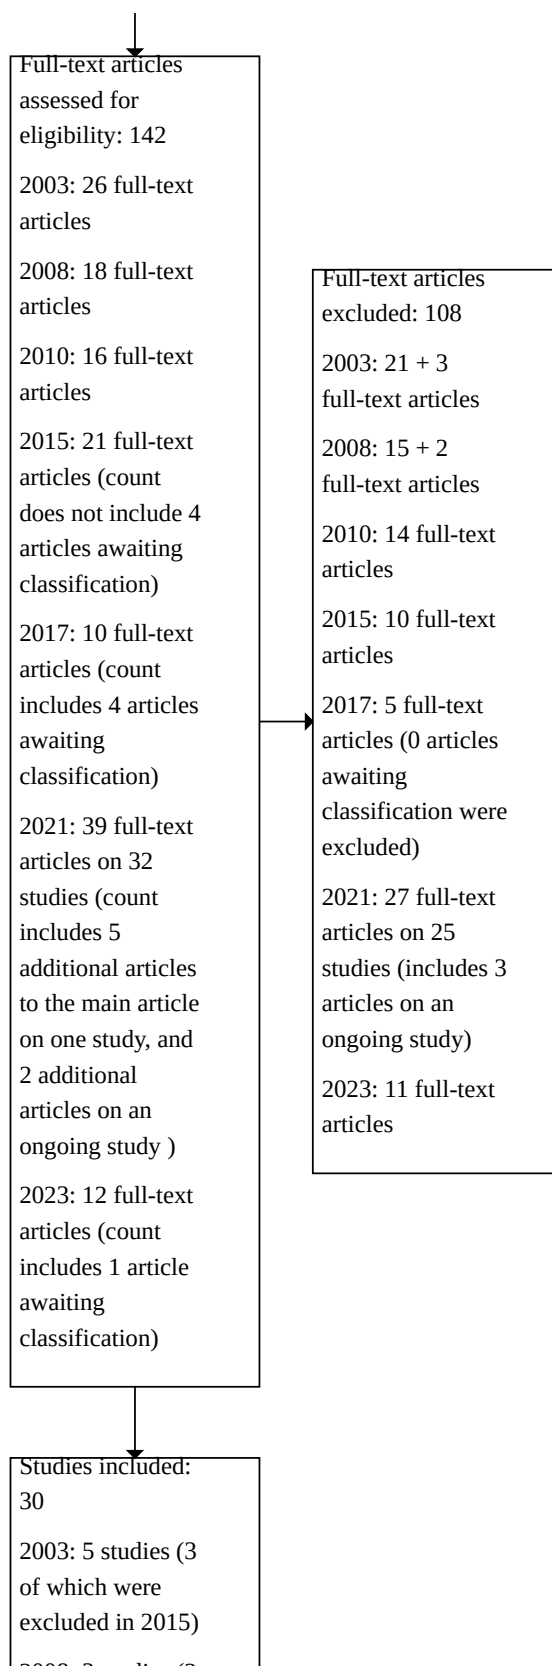 Full-text articles
assessed for
eligibility: 142
2003: 26 full-text
articles
2008: 18 full-text
articles
2010: 16 full-text
articles
2015: 21 full-text
articles (count
does not include 4
articles awaiting
classification)
2017: 10 full-text
articles (count
includes 4 articles
awaiting
classification)
2021: 39 full-text
articles on 32
studies (count
includes 5
additional articles
to the main article
on one study, and
2 additional
articles on an
ongoing study )
2023: 12 full-text
articles (count
includes 1 article
awaiting
classification)
Full-text articles
excluded: 108
2003: 21 + 3
full-text articles
2008: 15 + 2
full-text articles
2010: 14 full-text
articles
2015: 10 full-text
articles
2017: 5 full-text
articles (0 articles
awaiting
classification were
excluded)
2021: 27 full-text
articles on 25
studies (includes 3
articles on an
ongoing study)
2023: 11 full-text
articles
Studies included:
30
2003: 5 studies (3
of which were
excluded in 2015)